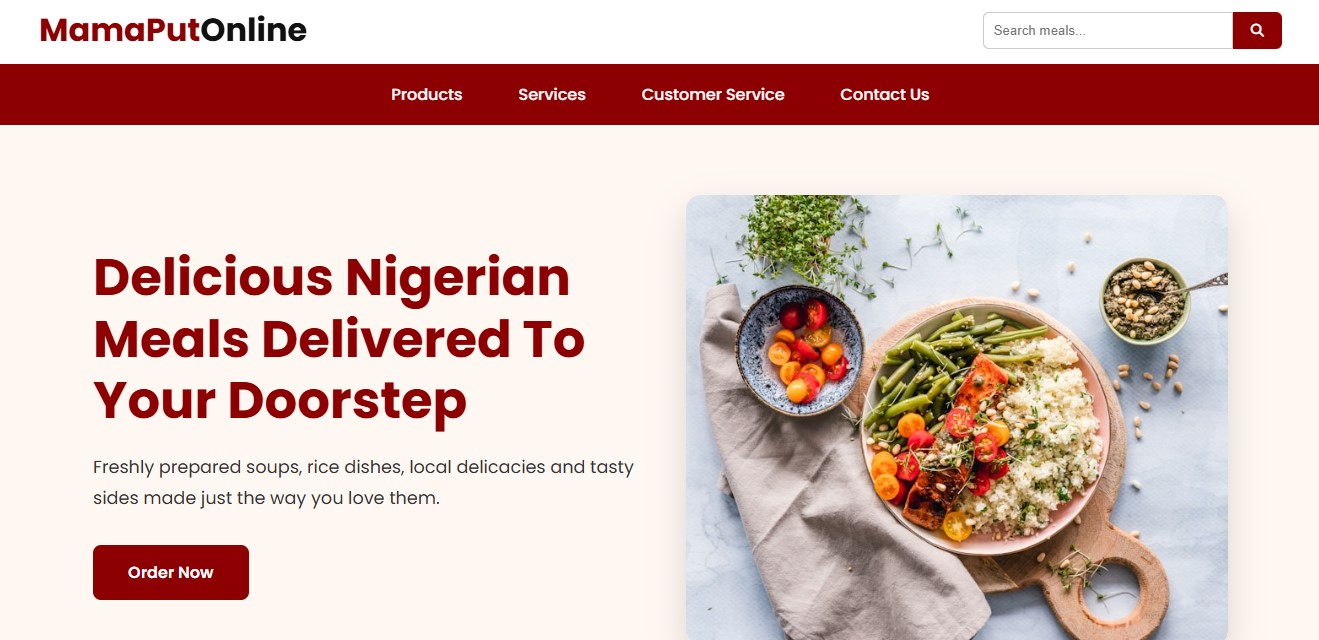 MamaPutOnline
Search meals...
Products Services Customer Service Contact Us
Delicious Nigerian
Meals Delivered To
Your Doorstep
Freshly prepared soups, rice dishes, local delicacies and tasty
sides made just the way you love them.
Order Now